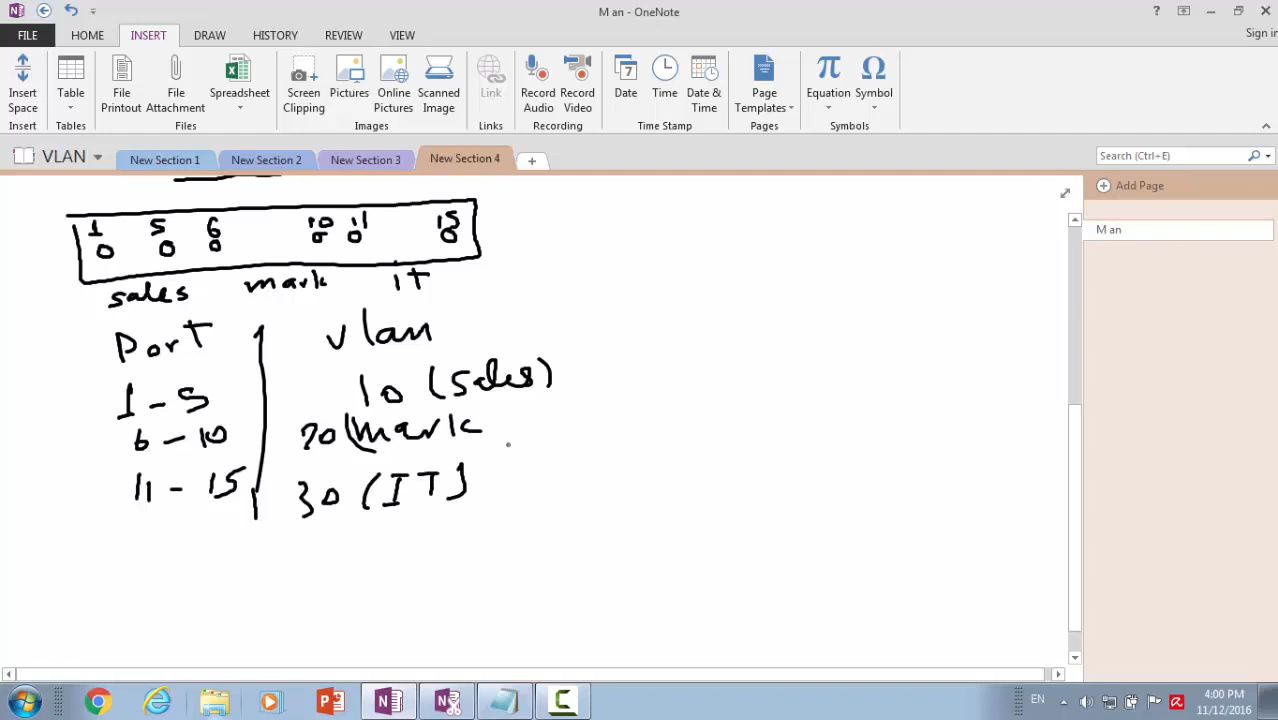 M an - OneNote
Sign in
FILE HOME INSERT DRAW HISTORY REVIEW VIEW
Insert Space
Table
File Printout
File Attachment
Spreadsheet
Screen Clipping
Pictures
Online Pictures
Scanned Image
Link
Record Audio
Record Video
Date
Time
Date & Time
Page Templates
Equation
Symbol
Insert Tables Files Images Links Recording Time Stamp Pages Symbols
VLAN New Section 1 New Section 2 New Section 3 New Section 4
Search (Ctrl+E)
Add Page
M an
1 5 6 10 11 15
sales mark IT
Port vlan
1 - 5 10 (Sales)
6 - 10 20 (mark
11 - 15 30 (IT)
EN
4:00 PM
11/12/2016